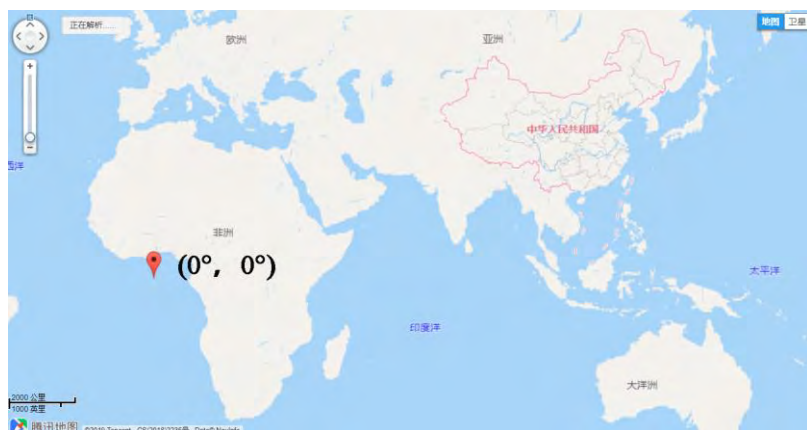 正在解析......
地图 卫星
欧洲
亚洲
中华人民共和国
西洋
非洲
(0°, 0°)
太平洋
印度洋
大洋洲
2000 公里
1000 英里
腾讯地图